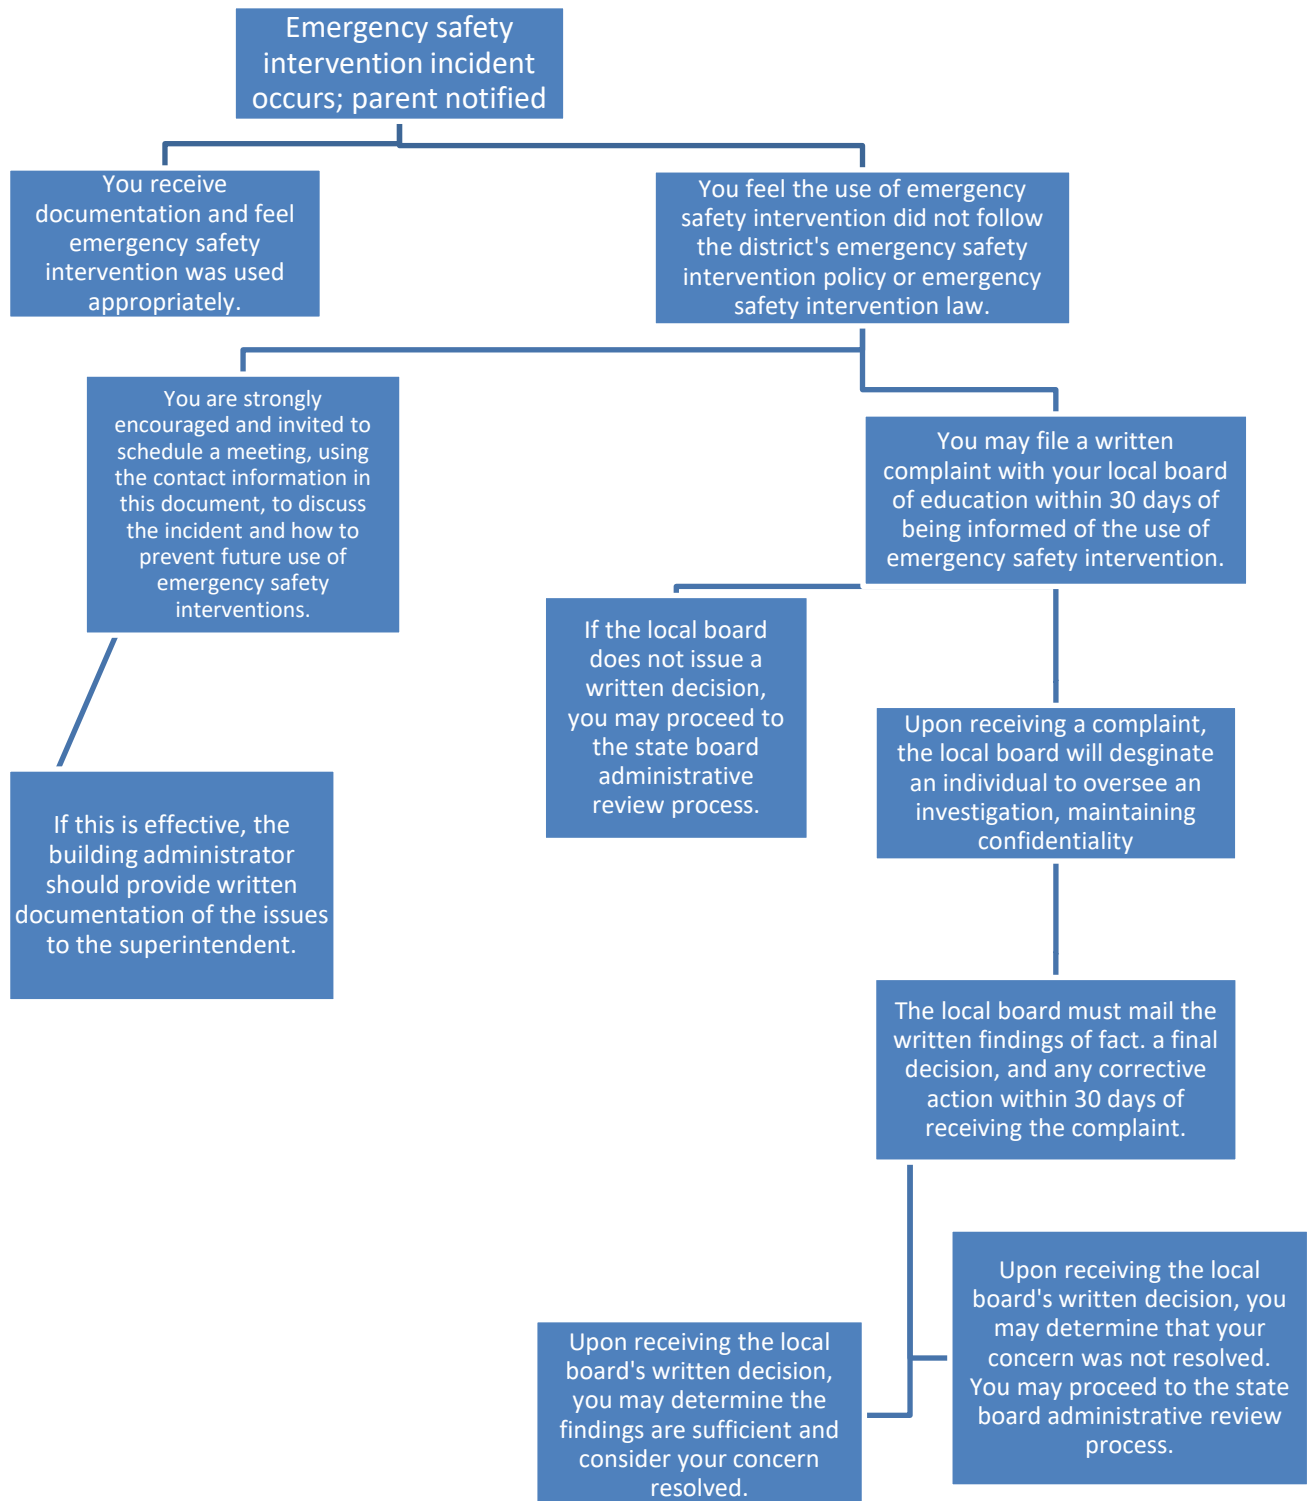 Emergency safety
intervention incident
occurs; parent notified
You receive
documentation and feel
emergency safety
intervention was used
appropriately.
You feel the use of emergency
safety intervention did not follow
the district's emergency safety
intervention policy or emergency
safety intervention law.
You are strongly
encouraged and invited to
schedule a meeting, using
the contact information in
this document, to discuss
the incident and how to
prevent future use of
emergency safety
interventions.
You may file a written
complaint with your local board
of education within 30 days of
being informed of the use of
emergency safety intervention.
If the local board
does not issue a
written decision,
you may proceed to
the state board
administrative
review process.
Upon receiving a complaint,
the local board will desginate
an individual to oversee an
investigation, maintaining
confidentiality
If this is effective, the
building administrator
should provide written
documentation of the issues
to the superintendent.
The local board must mail the
written findings of fact. a final
decision, and any corrective
action within 30 days of
receiving the complaint.
Upon receiving the local
board's written decision, you
may determine that your
concern was not resolved.
You may proceed to the state
board administrative review
process.
Upon receiving the local
board's written decision,
you may determine the
findings are sufficient and
consider your concern
resolved.